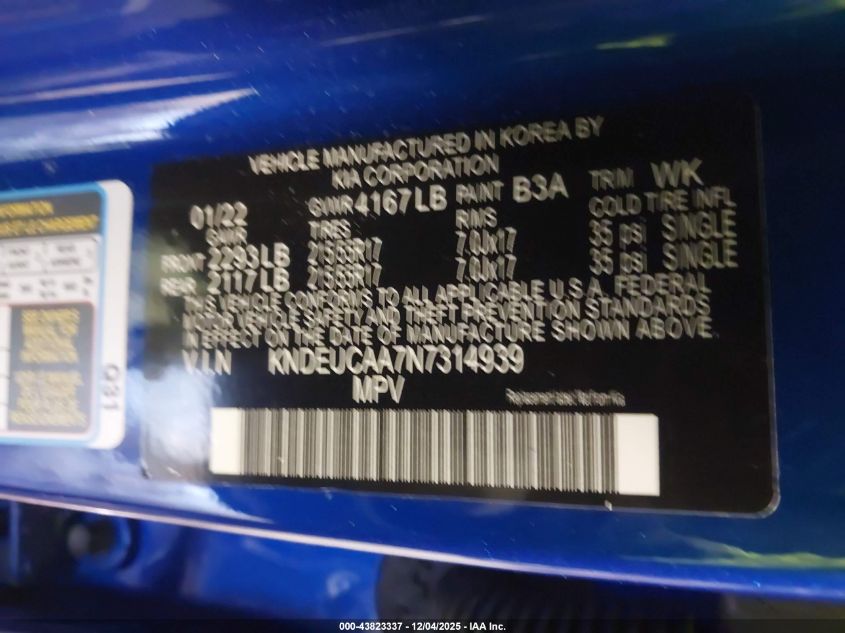 VEHICLE MANUFACTURED IN KOREA BY
KIA CORPORATION
01/22 GVWR 4167LB PAINT B3A TRIM WK
GAWR TIRES RIMS COLD TIRE INFL
FRONT 2293LB 215/55R17 7.0Jx17 35 psi SINGLE
REAR 2117LB 215/55R17 7.0Jx17 35 psi SINGLE
THIS VEHICLE CONFORMS TO ALL APPLICABLE U.S.A. FEDERAL
MOTOR VEHICLE SAFETY AND THEFT PREVENTION STANDARDS
IN EFFECT ON THE DATE OF MANUFACTURE SHOWN ABOVE.
V.I.N KNDEUCAA7N7314939
MPV
Q31
000-43823337 - 12/04/2025 - IAA Inc.